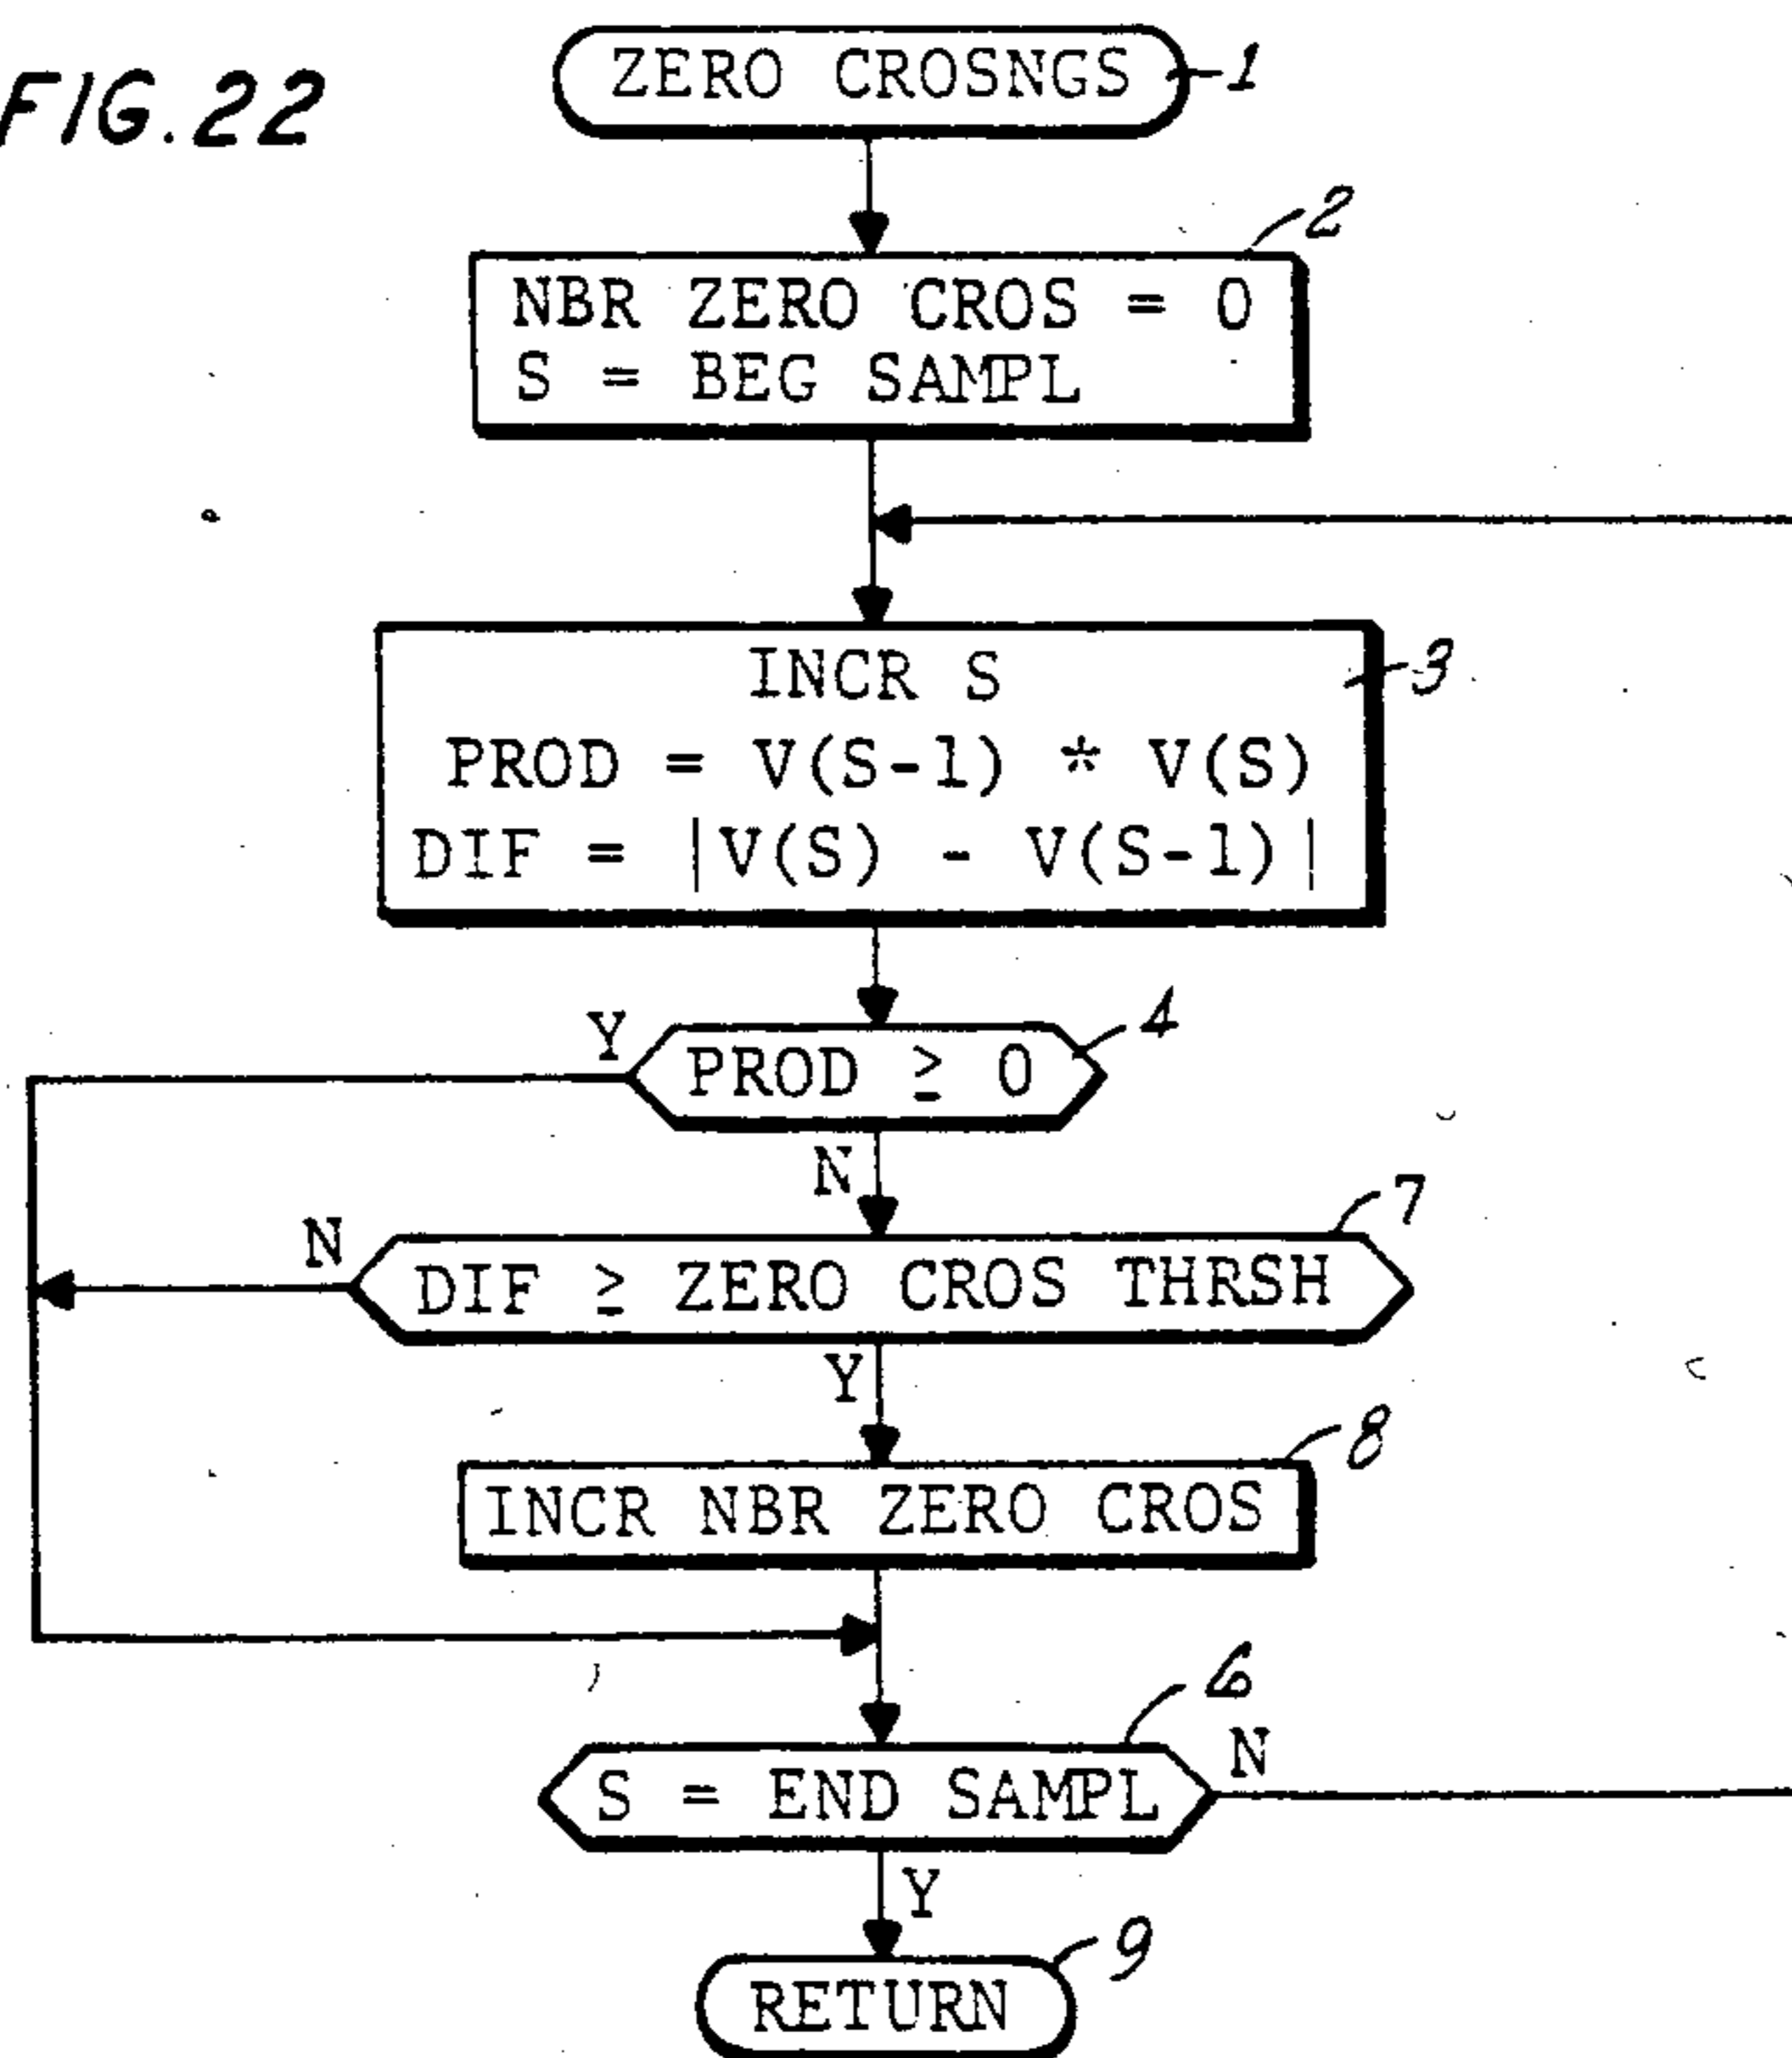 FIG. 22
ZERO CROSNGS
1
2
NBR ZERO CROS = 0
S = BEG SAMPL
3
INCR S
PROD = V(S-1) * V(S)
DIF = |V(S) - V(S-1)|
4
Y
PROD ≥ 0
N
7
N
DIF ≥ ZERO CROS THRSH
Y
8
INCR NBR ZERO CROS
6
S = END SAMPL
N
Y
9
RETURN